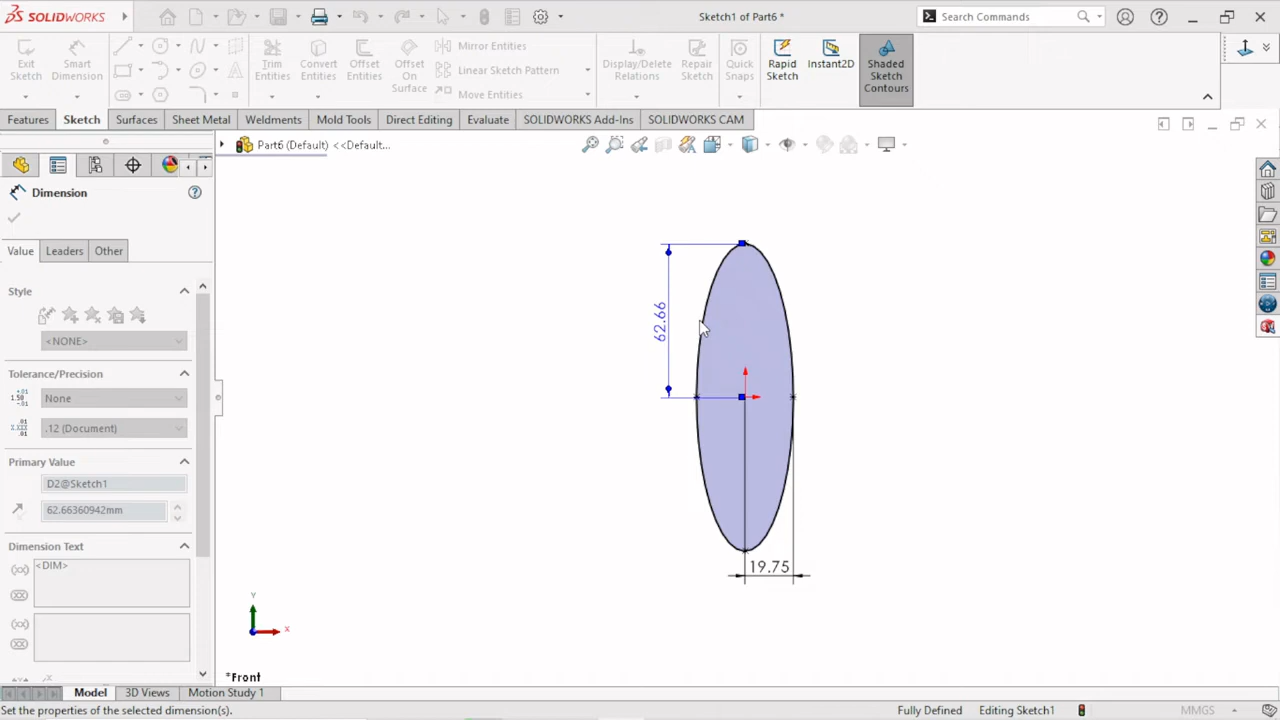 SOLIDWORKS
Sketch1 of Part6 *
Search Commands
Exit Sketch
Smart Dimension
Trim Entities
Convert Entities
Offset Entities
Offset On Surface
Mirror Entities
Linear Sketch Pattern
Move Entities
Display/Delete Relations
Repair Sketch
Quick Snaps
Rapid Sketch
Instant2D
Shaded Sketch Contours
Features
Sketch
Surfaces
Sheet Metal
Weldments
Mold Tools
Direct Editing
Evaluate
SOLIDWORKS Add-Ins
SOLIDWORKS CAM
Part6 (Default) <<Default...
Dimension
Value
Leaders
Other
Style
<NONE>
Tolerance/Precision
None
.12 (Document)
Primary Value
D2@Sketch1
62.66360942mm
Dimension Text
<DIM>
62.66
19.75
Y
X
*Front
Model
3D Views
Motion Study 1
Set the properties of the selected dimension(s).
Fully Defined
Editing Sketch1
MMGS